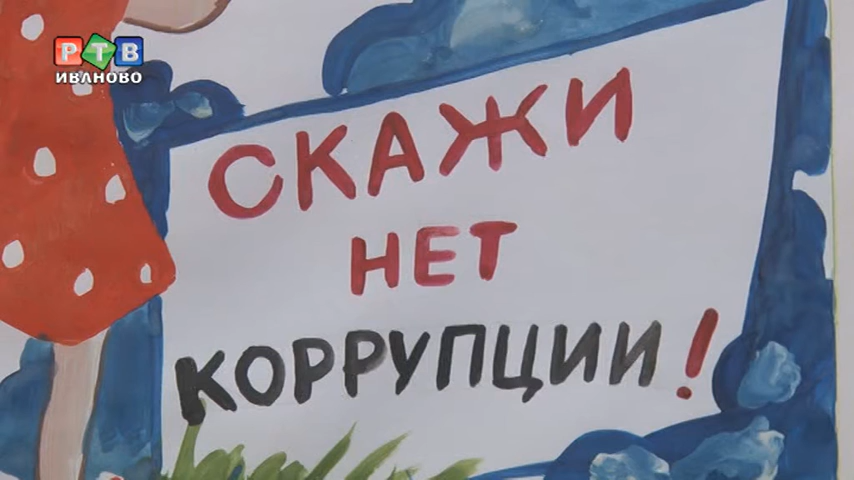 РТВ
ИВАНОВО
СКАЖИ
НЕТ
КОРРУПЦИИ!